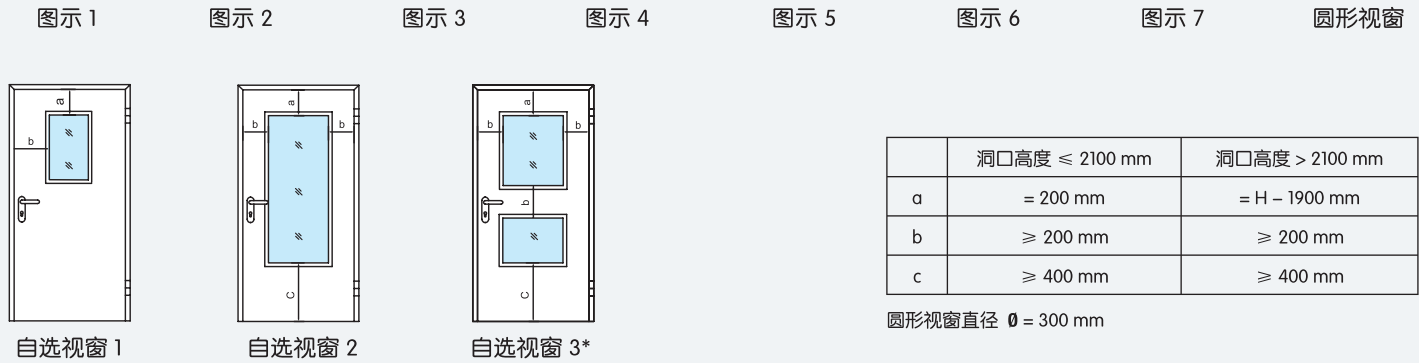 图示 1 图示 2 图示 3 图示 4 图示 5 图示 6 图示 7 圆形视窗
a
b
a
b b
c
a
b b
b
c
自选视窗 1 自选视窗 2 自选视窗 3*
洞口高度 ≤ 2100 mm 洞口高度 > 2100 mm
a = 200 mm = H – 1900 mm
b ≥ 200 mm ≥ 200 mm
c ≥ 400 mm ≥ 400 mm
圆形视窗直径 Ø = 300 mm